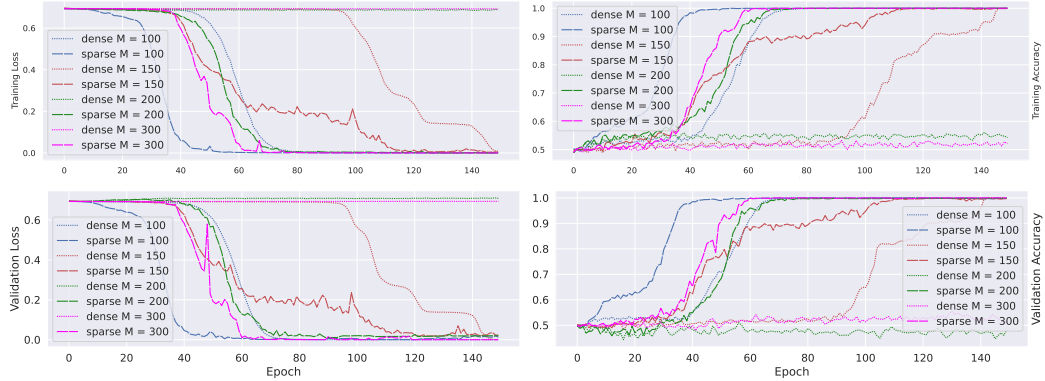 Training Loss
0.6
0.4
0.2
0.0
dense M = 100
sparse M = 100
dense M = 150
sparse M = 150
dense M = 200
sparse M = 200
dense M = 300
sparse M = 300
0 20 40 60 80 100 120 140
1.0
0.9
0.8
0.7
0.6
0.5
dense M = 100
sparse M = 100
dense M = 150
sparse M = 150
dense M = 200
sparse M = 200
dense M = 300
sparse M = 300
0 20 40 60 80 100 120 140
Training Accuracy
Validation Loss
0.6
0.4
0.2
0.0
dense M = 100
sparse M = 100
dense M = 150
sparse M = 150
dense M = 200
sparse M = 200
dense M = 300
sparse M = 300
0 20 40 60 80 100 120 140
Epoch
1.0
0.9
0.8
0.7
0.6
0.5
dense M = 100
sparse M = 100
dense M = 150
sparse M = 150
dense M = 200
sparse M = 200
dense M = 300
sparse M = 300
0 20 40 60 80 100 120 140
Epoch
Validation Accuracy